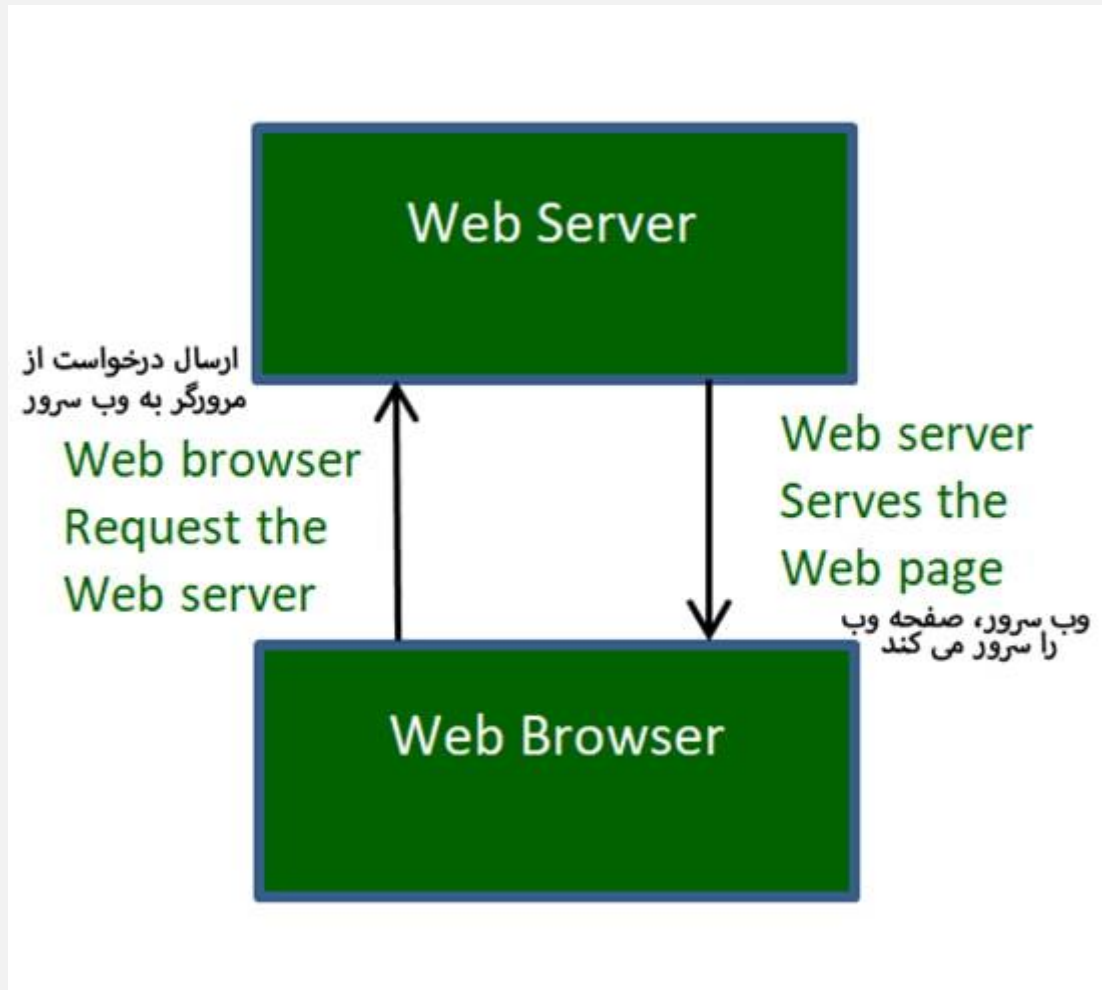 Web Server
ارسال درخواست از
مرورگر به وب سرور
Web browser
Request the
Web server
Web server
Serves the
Web page
وب سرور، صفحه وب
را سرور می کند
Web Browser